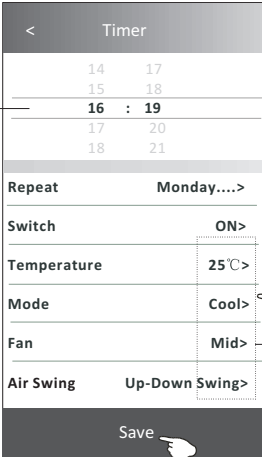 < Timer
14 17
15 18
16 : 19
17 20
18 21
Repeat Monday....>
Switch ON>
Temperature 25℃>
Mode Cool>
Fan Mid>
Air Swing Up-Down Swing>
Save